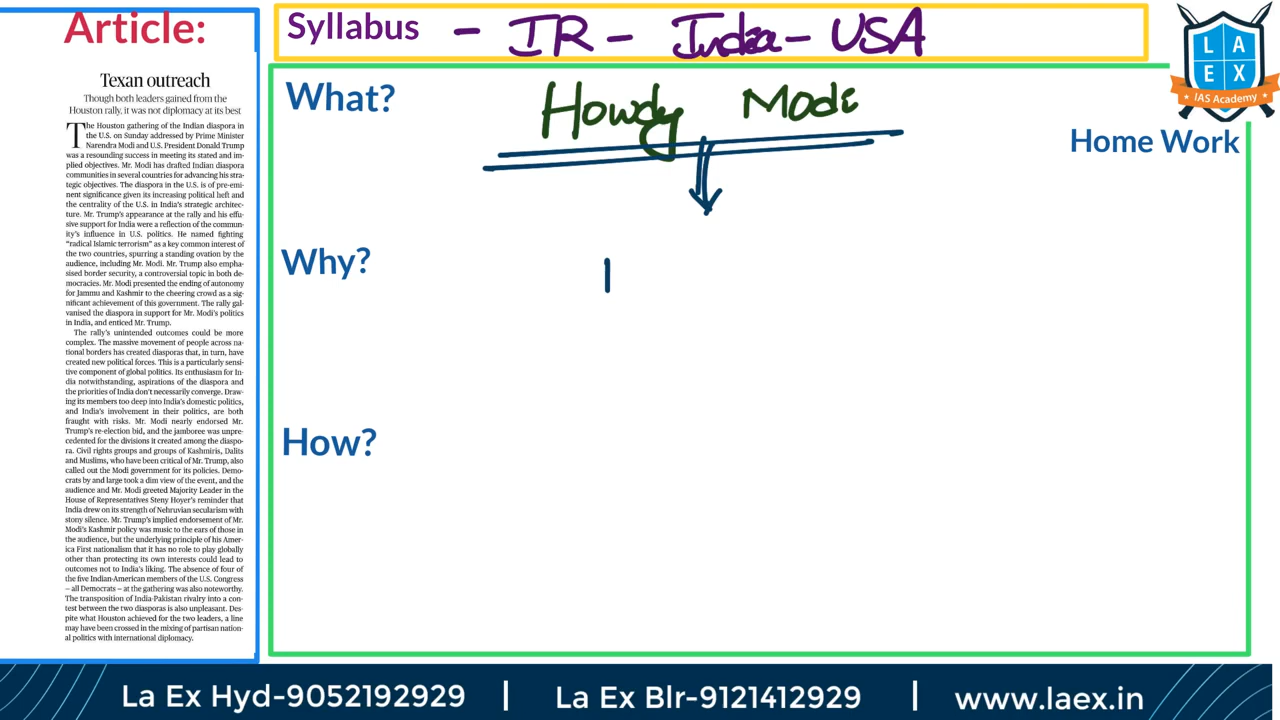 Article:
Texan outreach
Though both leaders gained from the
Houston rally, it was not diplomacy at its best
The Houston gathering of the Indian diaspora in
the U.S. on Sunday addressed by Prime Minister
Narendra Modi and U.S. President Donald Trump
was a resounding success in meeting its stated and im-
plied objectives. Mr. Modi has drafted Indian diaspora
communities in several countries for advancing his stra-
tegic objectives. The diaspora in the U.S. is of pre-emi-
nent significance given its increasing political heft and
the centrality of the U.S. in India's strategic architec-
ture. Mr. Trump's appearance at the rally and his effu-
sive support for India were a reflection of the commun-
ity's influence in U.S. politics. He named fighting
"radical Islamic terrorism" as a key common interest of
the two countries, spurring a standing ovation by the
audience, including Mr. Modi. Mr. Trump also empha-
sised border security, a controversial topic in both de-
mocracies. Mr. Modi presented the ending of autonomy
for Jammu and Kashmir to the cheering crowd as a sig-
nificant achievement of this government. The rally gal-
vanised the diaspora in support for Mr. Modi's politics
in India, and enticed Mr. Trump.
The rally's unintended outcomes could be more
complex. The massive movement of people across na-
tional borders has created diasporas that, in turn, have
created new political forces. This is a particularly sensi-
tive component of global politics. Its enthusiasm for In-
dia notwithstanding, aspirations of the diaspora and
the priorities of India don't necessarily converge. Draw-
ing its members too deep into India's domestic politics,
and India's involvement in their politics, are both
fraught with risks. Mr. Modi nearly endorsed Mr.
Trump's re-election bid, and the jamboree was unpre-
cedented for the divisions it created among the diaspo-
ra. Civil rights groups and groups of Kashmiris, Dalits
and Muslims, who have been critical of Mr. Trump, also
called out the Modi government for its policies. Demo-
crats by and large took a dim view of the event, and the
audience and Mr. Modi greeted Majority Leader in the
House of Representatives Steny Hoyer's reminder that
India drew on its strength of Nehruvian secularism with
stony silence. Mr. Trump's implied endorsement of Mr.
Modi's Kashmir policy was music to the ears of those in
the audience, but the underlying principle of his Amer-
ica First nationalism that it has no role to play globally
other than protecting its own interests could lead to
outcomes not to India's liking. The absence of four of
the five Indian-American members of the U.S. Congress
– all Democrats – at the gathering was also noteworthy.
The transposition of India-Pakistan rivalry into a con-
test between the two diasporas is also unpleasant. Des-
pite what Houston achieved for the two leaders, a line
may have been crossed in the mixing of partisan nation-
al politics with international diplomacy.
Syllabus - IR - India - USA
LA
EX
IAS Academy
What? Howdy Modi
Home Work
Why?
How?
La Ex Hyd-9052192929 | La Ex Blr-9121412929 | www.laex.in